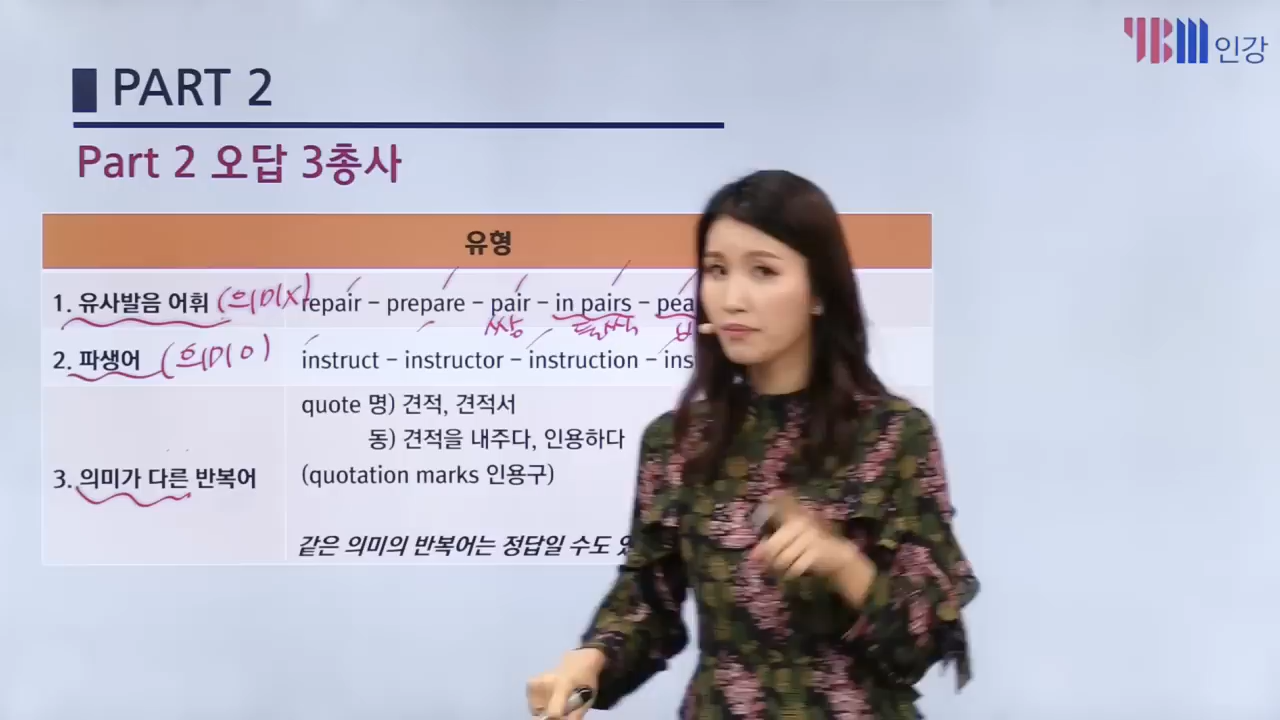 YBM 인강
PART 2
Part 2 오답 3총사
유형
1. 유사발음 어휘 (의미X) repair – prepare – pair – in pairs – pea
쌍 둘씩
2. 파생어 (의미O) instruct – instructor – instruction – ins
quote 명) 견적, 견적서
동) 견적을 내주다, 인용하다
3. 의미가 다른 반복어 (quotation marks 인용구)
같은 의미의 반복어는 정답일 수도